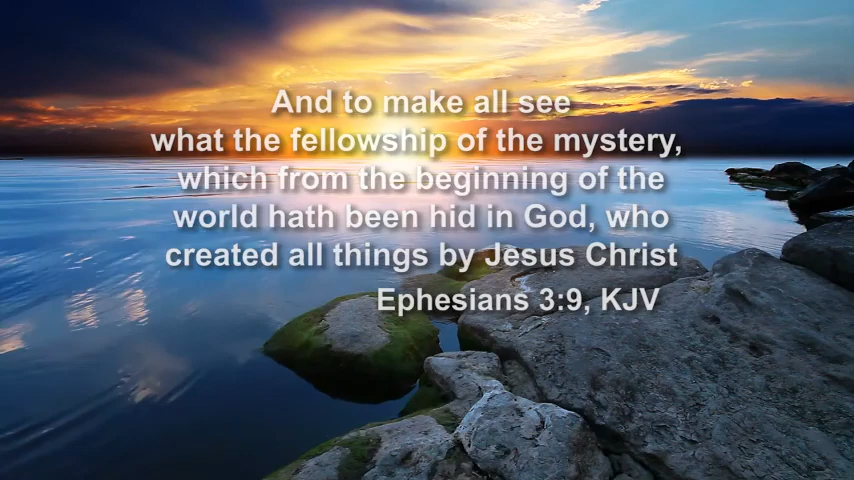 And to make all see
what the fellowship of the mystery,
which from the beginning of the
world hath been hid in God, who
created all things by Jesus Christ
Ephesians 3:9, KJV